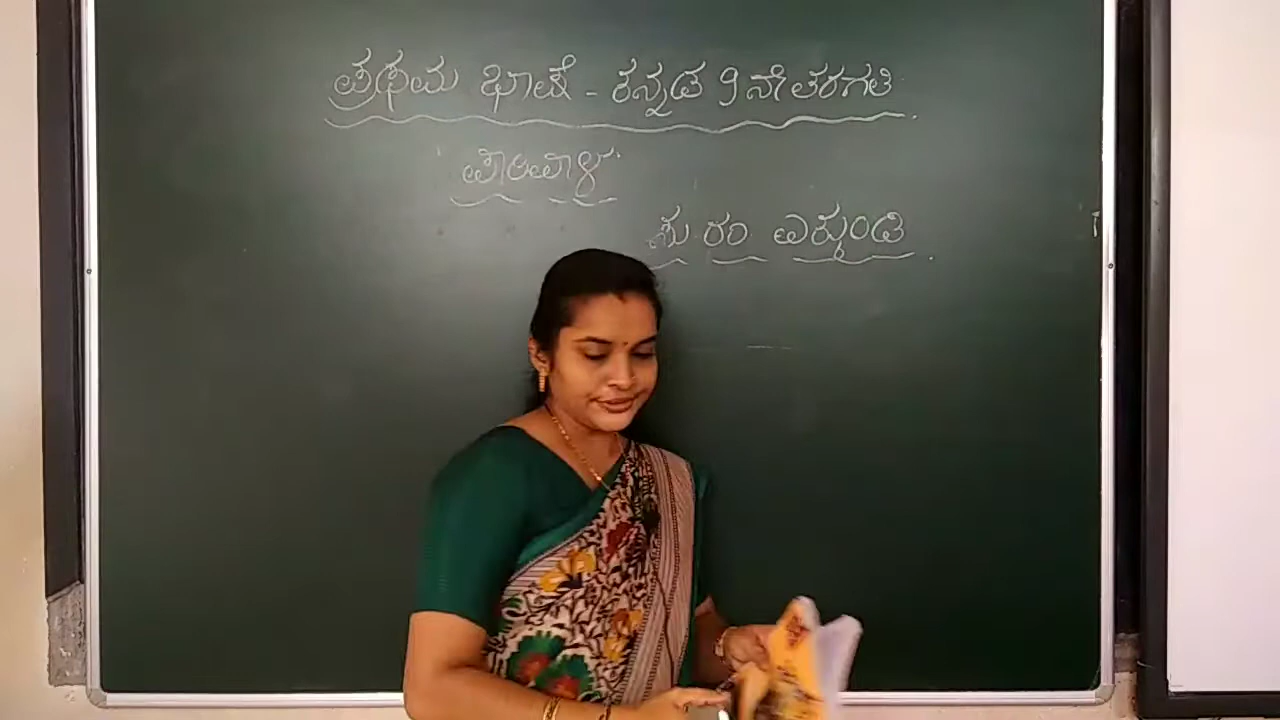 ಪ್ರಥಮ ಭಾಷೆ - ಕನ್ನಡ 9 ನೇ ತರಗತಿ.
ಪಾರಿವಾಳ
ಸು ರಂ ಎಕ್ಕುಂಡಿ.